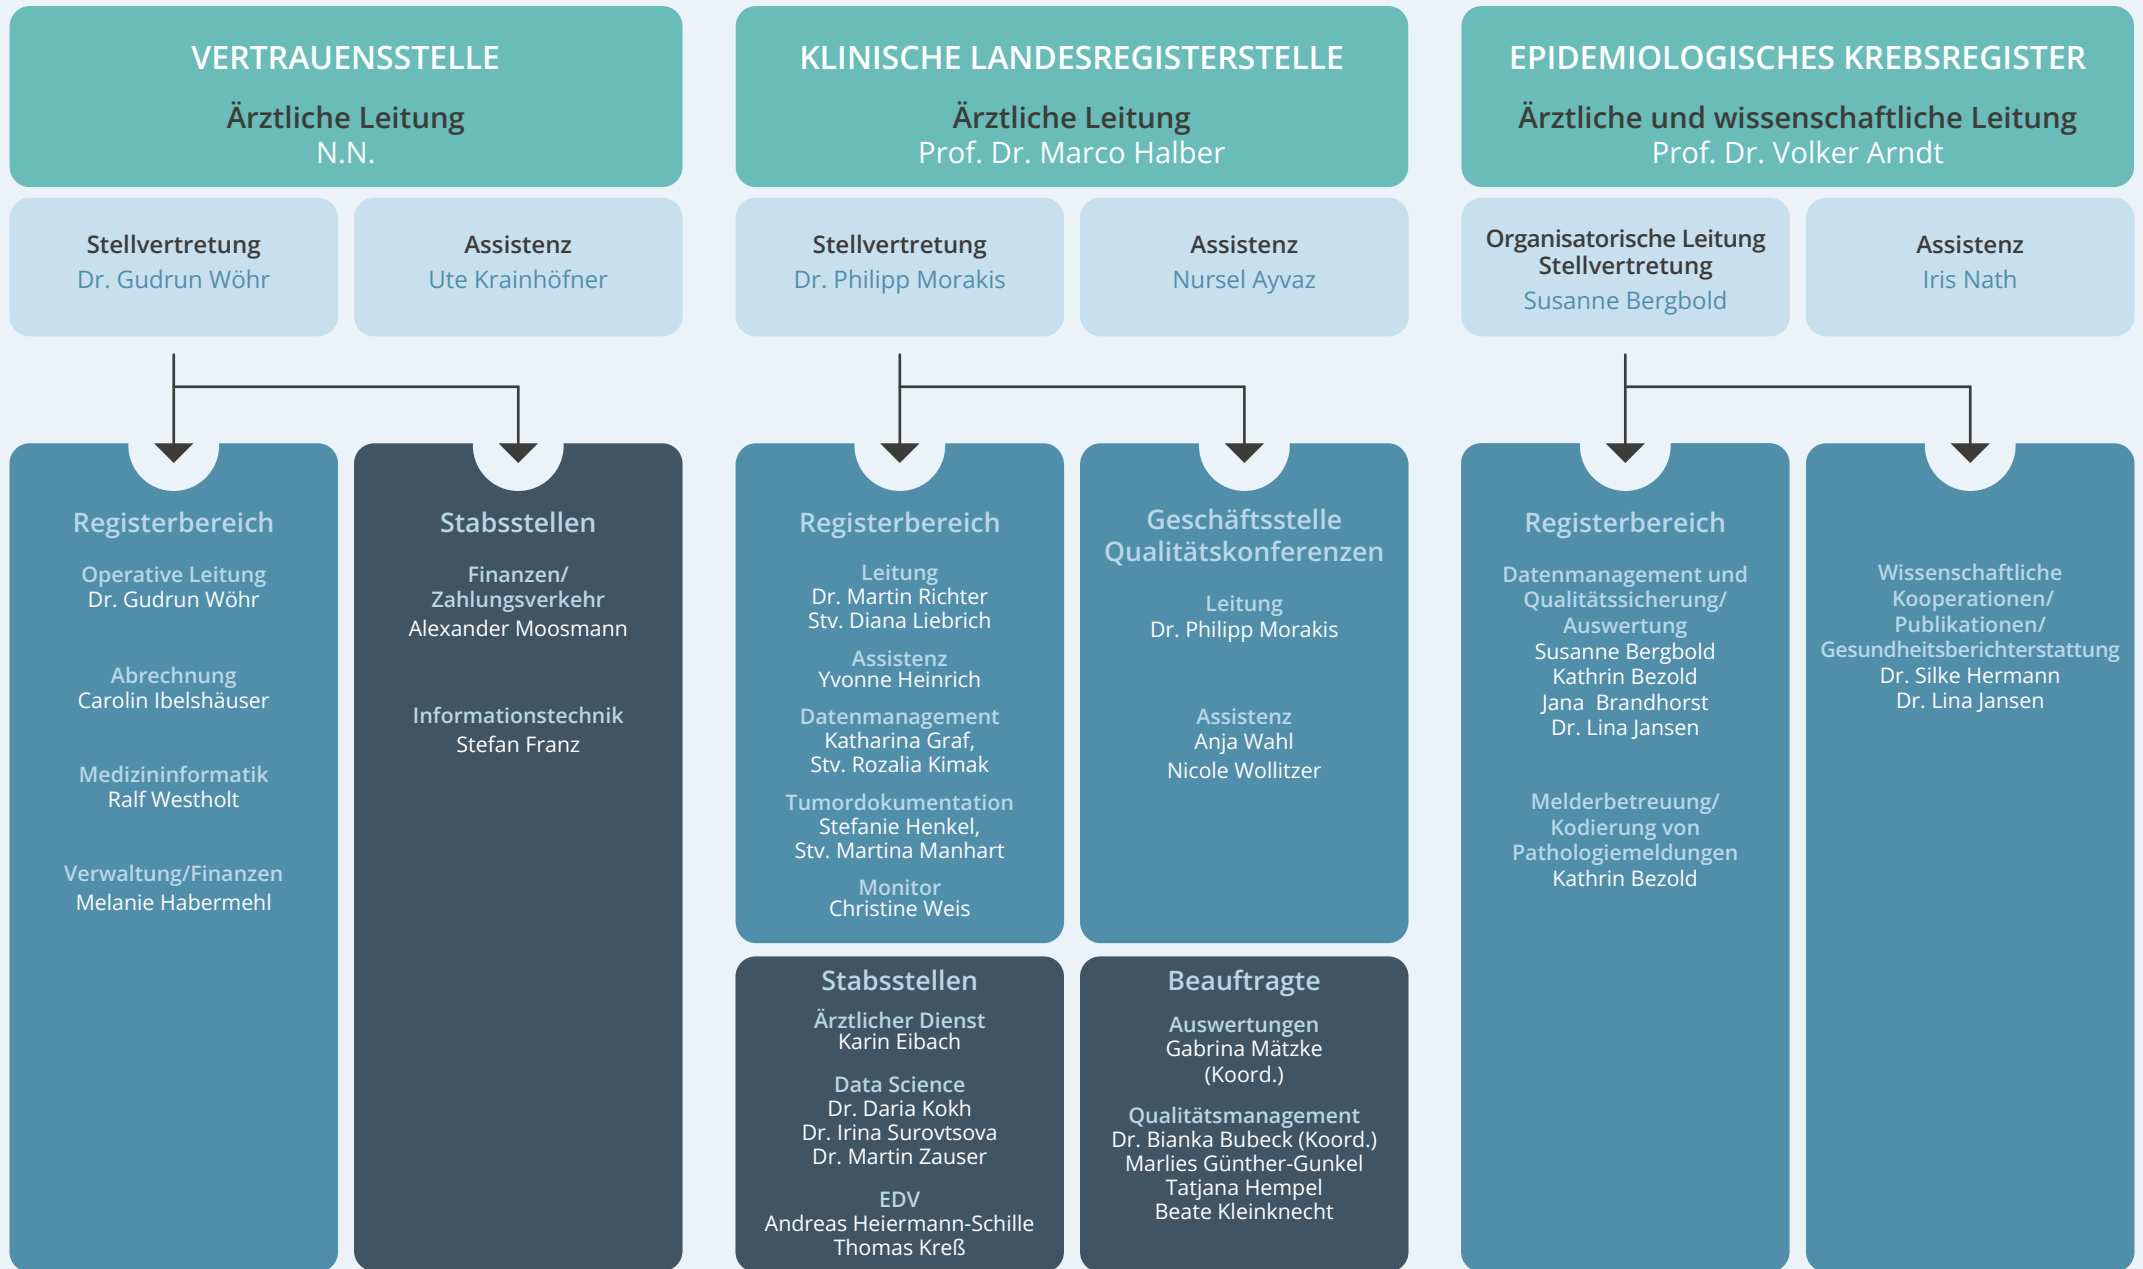 VERTRAUENSSTELLE
Ärztliche Leitung
N.N.
Stellvertretung
Dr. Gudrun Wöhr
Assistenz
Ute Krainhöfner
Registerbereich
Operative Leitung
Dr. Gudrun Wöhr
Abrechnung
Carolin Ibelshäuser
Medizininformatik
Ralf Westholt
Verwaltung/Finanzen
Melanie Habermehl
Stabsstellen
Finanzen/
Zahlungsverkehr
Alexander Moosmann
Informationstechnik
Stefan Franz
KLINISCHE LANDESREGISTERSTELLE
Ärztliche Leitung
Prof. Dr. Marco Halber
Stellvertretung
Dr. Philipp Morakis
Assistenz
Nursel Ayvaz
Registerbereich
Leitung
Dr. Martin Richter
Stv. Diana Liebrich
Assistenz
Yvonne Heinrich
Datenmanagement
Katharina Graf,
Stv. Rozalia Kimak
Tumordokumentation
Stefanie Henkel,
Stv. Martina Manhart
Monitor
Christine Weis
Geschäftsstelle
Qualitätskonferenzen
Leitung
Dr. Philipp Morakis
Assistenz
Anja Wahl
Nicole Wollitzer
Stabsstellen
Ärztlicher Dienst
Karin Eibach
Data Science
Dr. Daria Kokh
Dr. Irina Surovtsova
Dr. Martin Zauser
EDV
Andreas Heiermann-Schille
Thomas Kreß
Beauftragte
Auswertungen
Gabrina Mätzke
(Koord.)
Qualitätsmanagement
Dr. Bianka Bubeck (Koord.)
Marlies Günther-Gunkel
Tatjana Hempel
Beate Kleinknecht
EPIDEMIOLOGISCHES KREBSREGISTER
Ärztliche und wissenschaftliche Leitung
Prof. Dr. Volker Arndt
Organisatorische Leitung
Stellvertretung
Susanne Bergbold
Assistenz
Iris Nath
Registerbereich
Datenmanagement und
Qualitätssicherung/
Auswertung
Susanne Bergbold
Kathrin Bezold
Jana Brandhorst
Dr. Lina Jansen
Melderbetreuung/
Kodierung von
Pathologiemeldungen
Kathrin Bezold
Wissenschaftliche
Kooperationen/
Publikationen/
Gesundheitsberichterstattung
Dr. Silke Hermann
Dr. Lina Jansen